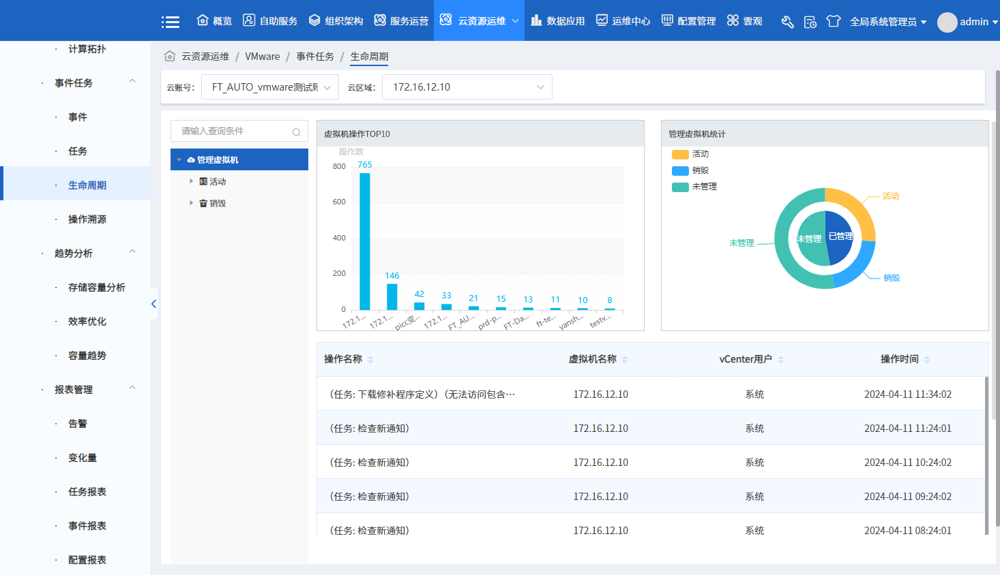 概览
自助服务
组织架构
服务运营
云资源运维
数据应用
运维中心
配置管理
雲观
全局系统管理员
admin
计算拓扑
事件任务
事件
任务
生命周期
操作溯源
趋势分析
存储容量分析
效率优化
容量趋势
报表管理
告警
变化量
任务报表
事件报表
配置报表
云资源运维 / VMware / 事件任务 / 生命周期
云账号:
FT_AUTO_vmware测试账
云区域:
172.16.12.10
请输入查询条件
管理虚拟机
活动
销毁
虚拟机操作TOP10
操作数
800
600
400
200
0
765
146
42
33
21
15
13
11
10
8
172.1...
172.1...
picc变...
172.1...
FT_AU...
prd-p...
FT-Da...
ft-te...
yansh...
testv...
管理虚拟机统计
活动
销毁
未管理
活动
销毁
未管理
未管理
已管理
操作名称 虚拟机名称 vCenter用户 操作时间
(任务: 下载修补程序定义) (无法访问包含… 172.16.12.10 系统 2024-04-11 11:34:02
(任务: 检查新通知) 172.16.12.10 系统 2024-04-11 11:24:01
(任务: 检查新通知) 172.16.12.10 系统 2024-04-11 10:24:02
(任务: 检查新通知) 172.16.12.10 系统 2024-04-11 09:24:02
(任务: 检查新通知) 172.16.12.10 系统 2024-04-11 08:24:01